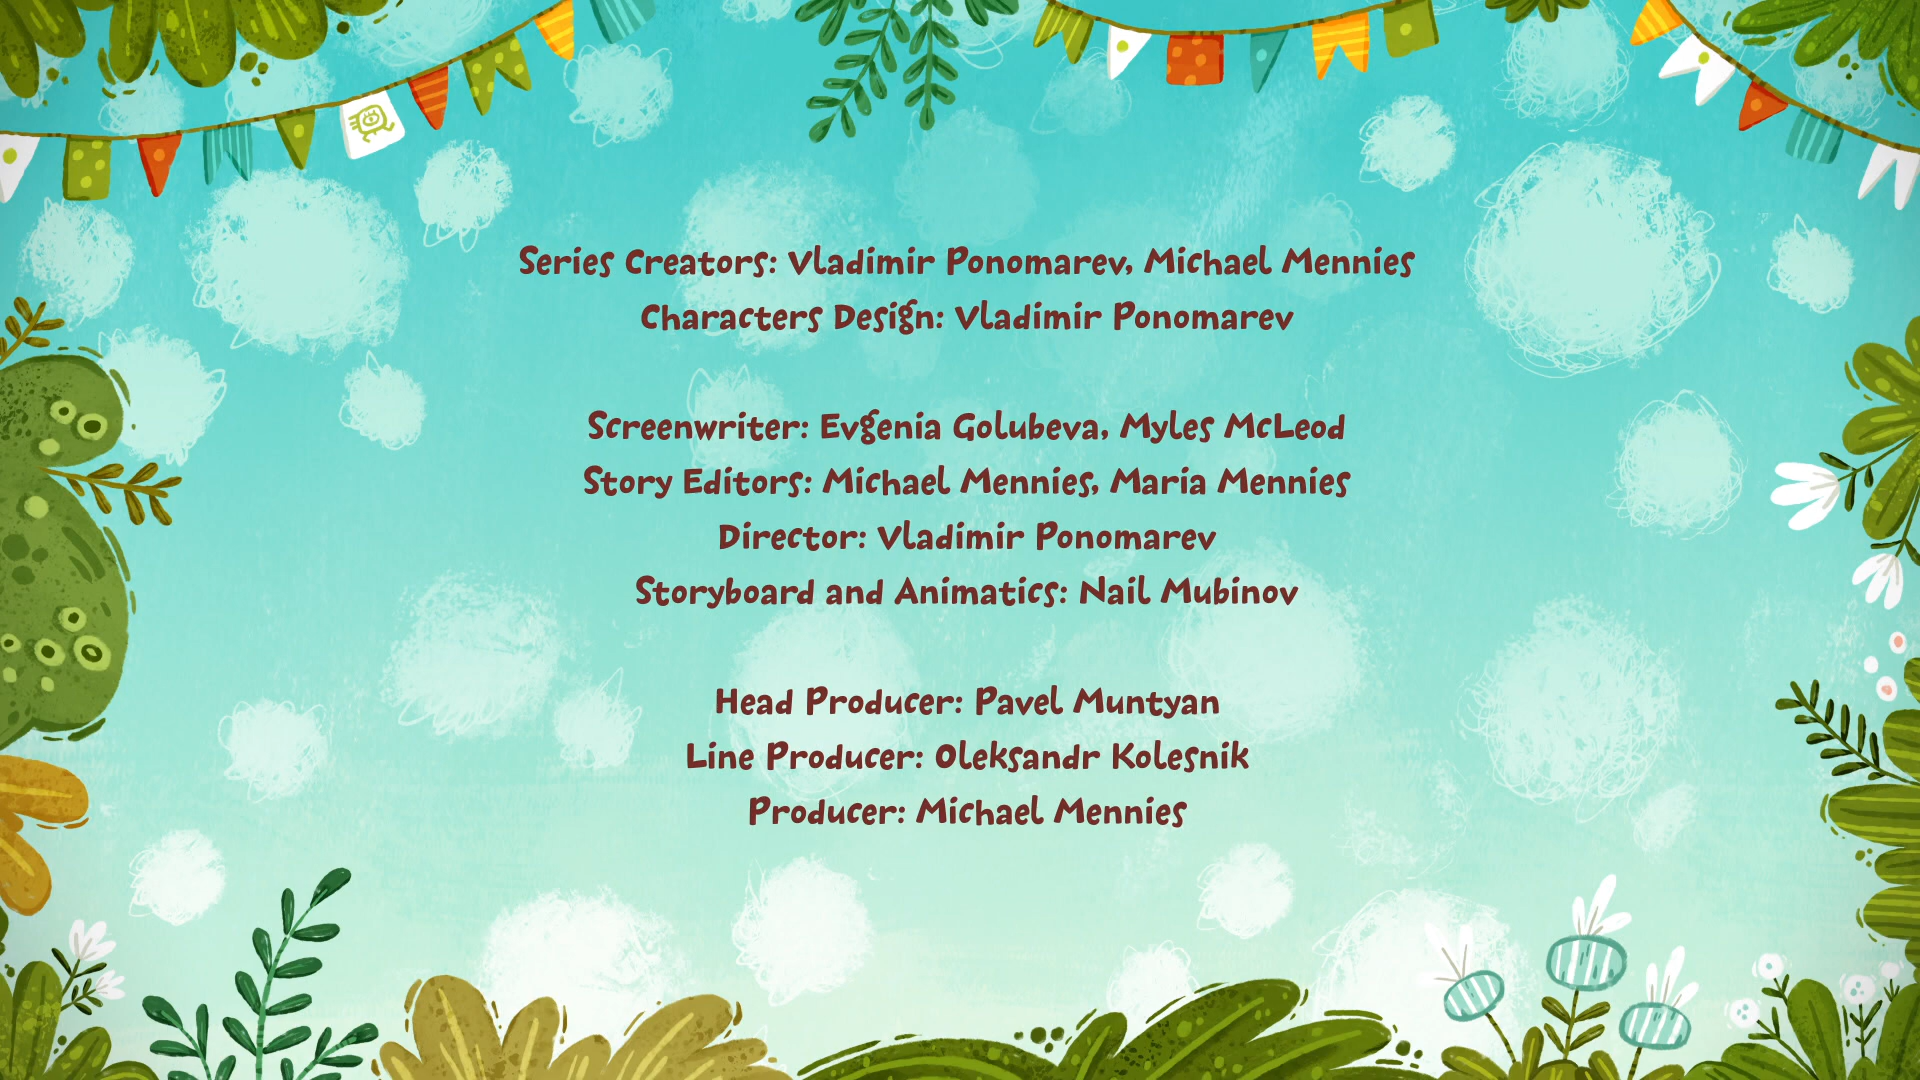 Series Creators: Vladimir Ponomarev, Michael Mennies
Characters Design: Vladimir Ponomarev
Screenwriter: Evgenia Golubeva, Myles McLeod
Story Editors: Michael Mennies, Maria Mennies
Director: Vladimir Ponomarev
Storyboard and Animatics: Nail Mubinov
Head Producer: Pavel Muntyan
Line Producer: Oleksandr Kolesnik
Producer: Michael Mennies